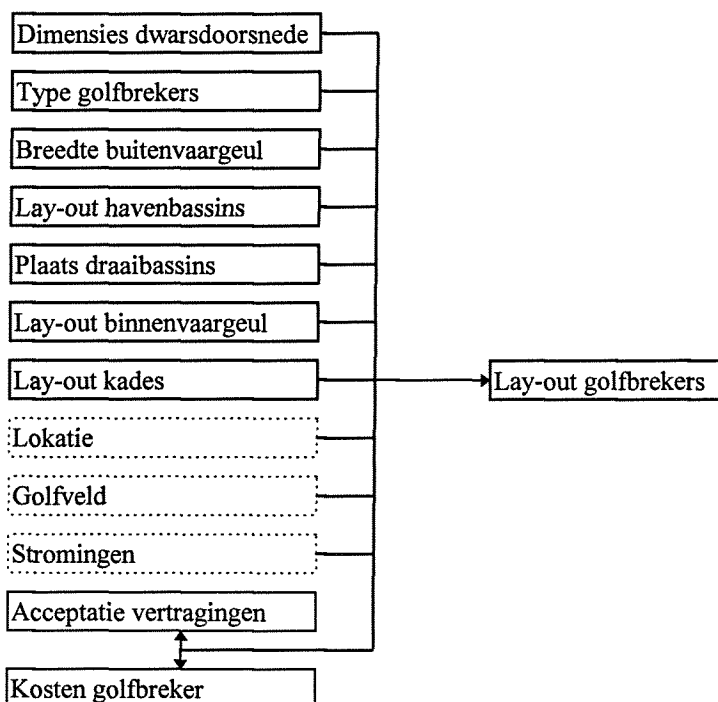 Dimensies dwarsdoorsnede
Type golfbrekers
Breedte buitenvaargeul
Lay-out havenbassins
Plaats draaibassins
Lay-out binnenvaargeul
Lay-out kades
Lay-out golfbrekers
Lokatie
Golfveld
Stromingen
Acceptatie vertragingen
Kosten golfbreker